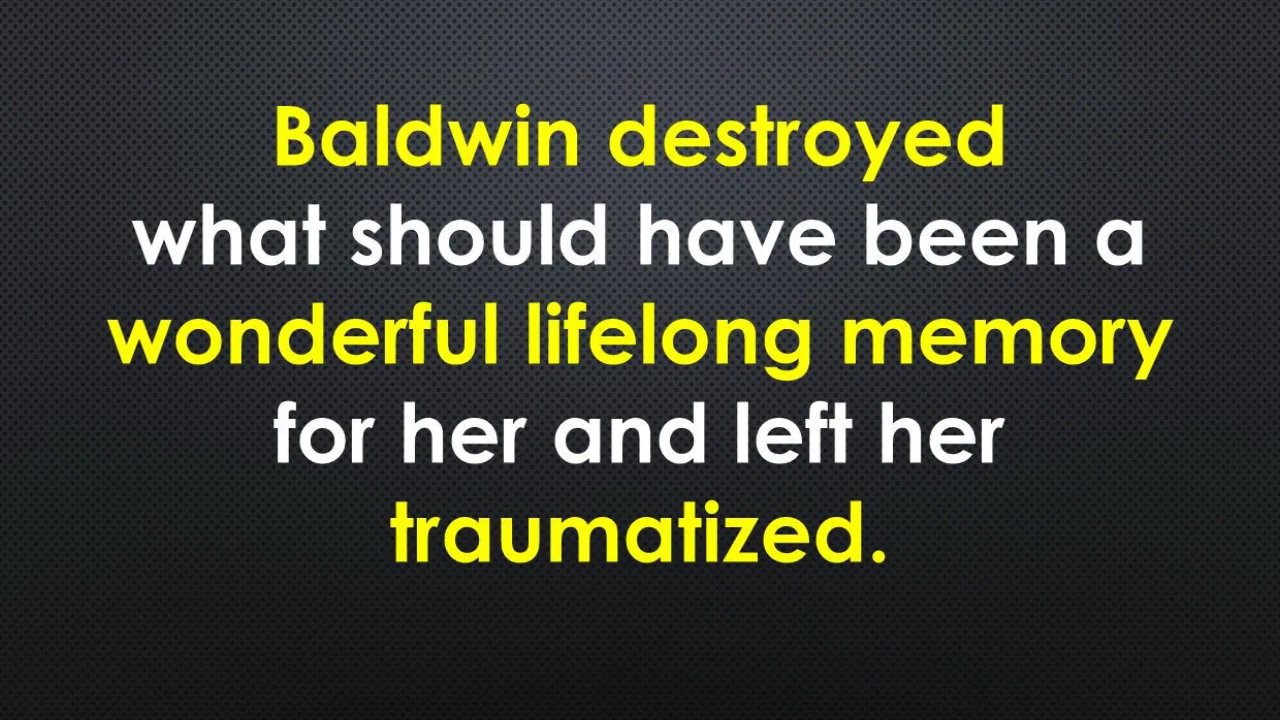 Baldwin destroyed
what should have been a
wonderful lifelong memory
for her and left her
traumatized.